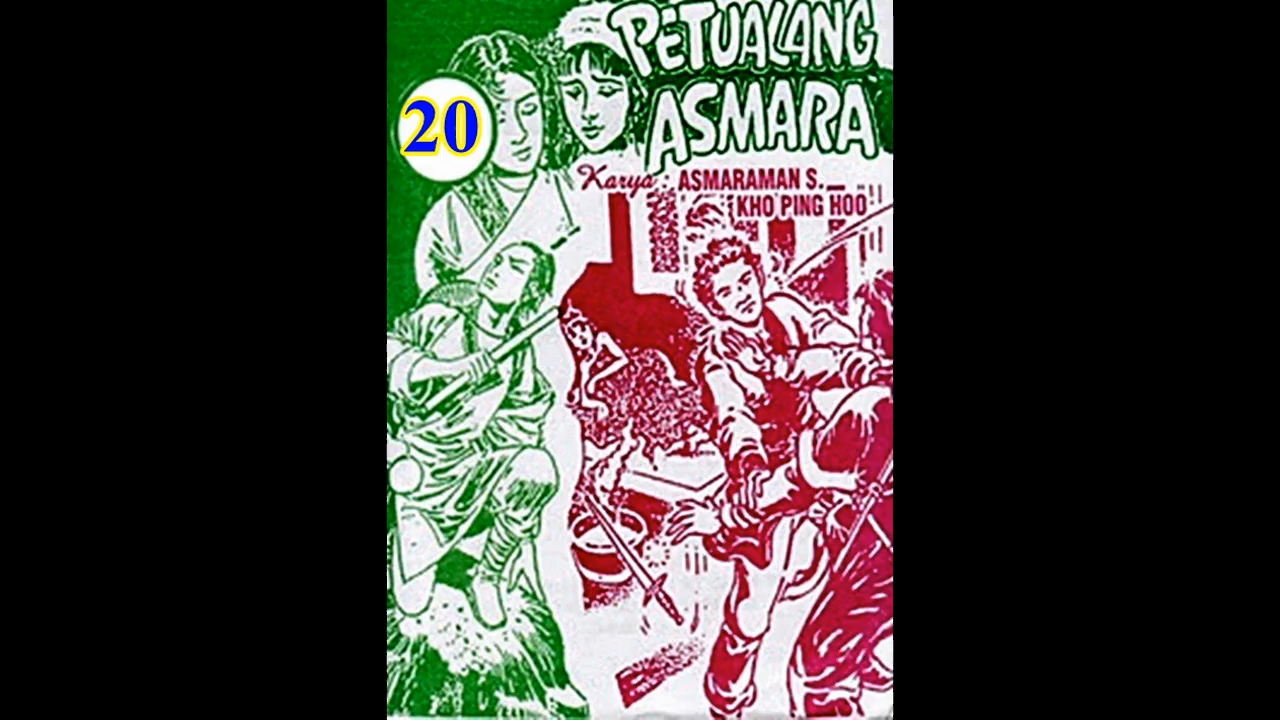 PETUALANG
ASMARA
20
Karya : ASMARAMAN S.
KHO PING HOO